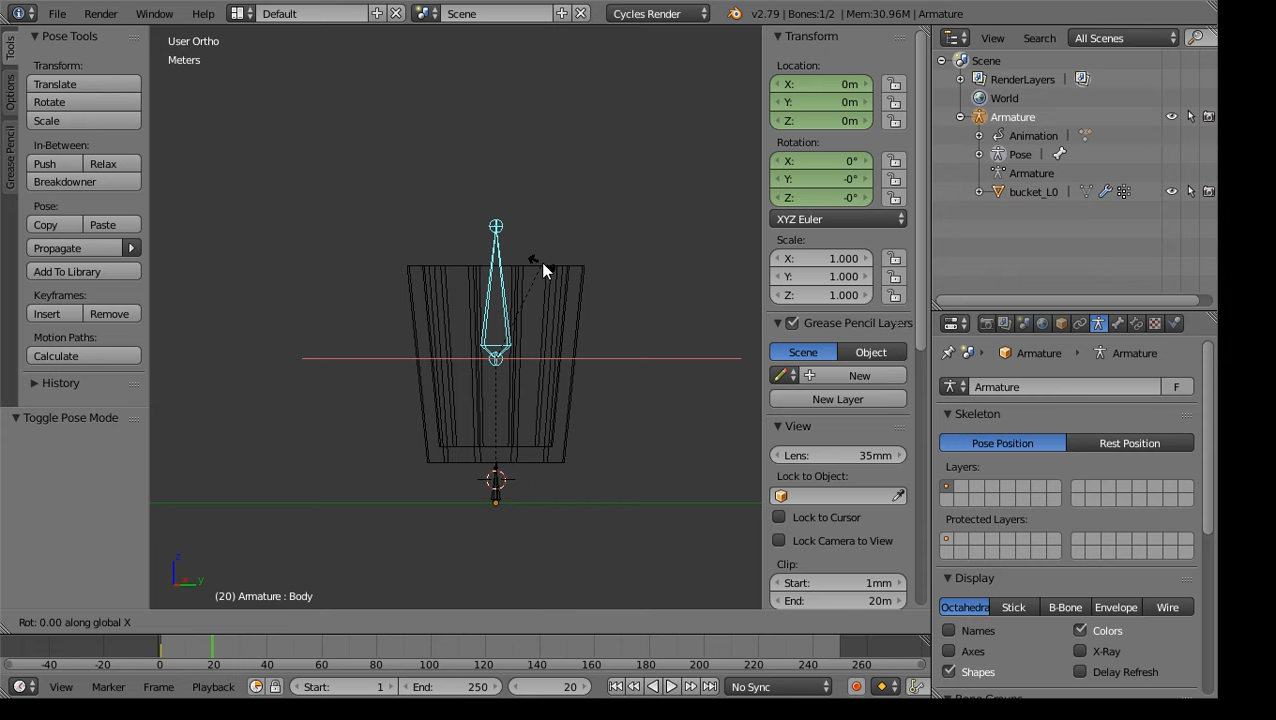 File Render Window Help Default Scene Cycles Render v2.79 | Bones:1/2 | Mem:30.96M | Armature
Tools
Options
Grease Pencil
Pose Tools
Transform:
Translate
Rotate
Scale
In-Between:
Push Relax
Breakdowner
Pose:
Copy Paste
Propagate
Add To Library
Keyframes:
Insert Remove
Motion Paths:
Calculate
History
Toggle Pose Mode
User Ortho
Meters
z
x y
(20) Armature : Body
Transform
Location:
X: 0m
Y: 0m
Z: 0m
Rotation:
X: 0°
Y: -0°
Z: -0°
XYZ Euler
Scale:
X: 1.000
Y: 1.000
Z: 1.000
Grease Pencil Layers
Scene Object
New
New Layer
View
Lens: 35mm
Lock to Object:
Lock to Cursor
Lock Camera to View
Clip:
Start: 1mm
End: 20m
View Search All Scenes
Scene
RenderLayers
World
Armature
Animation
Pose
Armature
bucket_L0
Armature Armature
Armature F
Skeleton
Pose Position Rest Position
Layers:
Protected Layers:
Display
Octahedra Stick B-Bone Envelope Wire
Names Colors
Axes X-Ray
Shapes Delay Refresh
Rot: 0.00 along global X
-40 -20 0 20 40 60 80 100 120 140 160 180 200 220 240 260
View Marker Frame Playback Start: 1 End: 250 20 No Sync